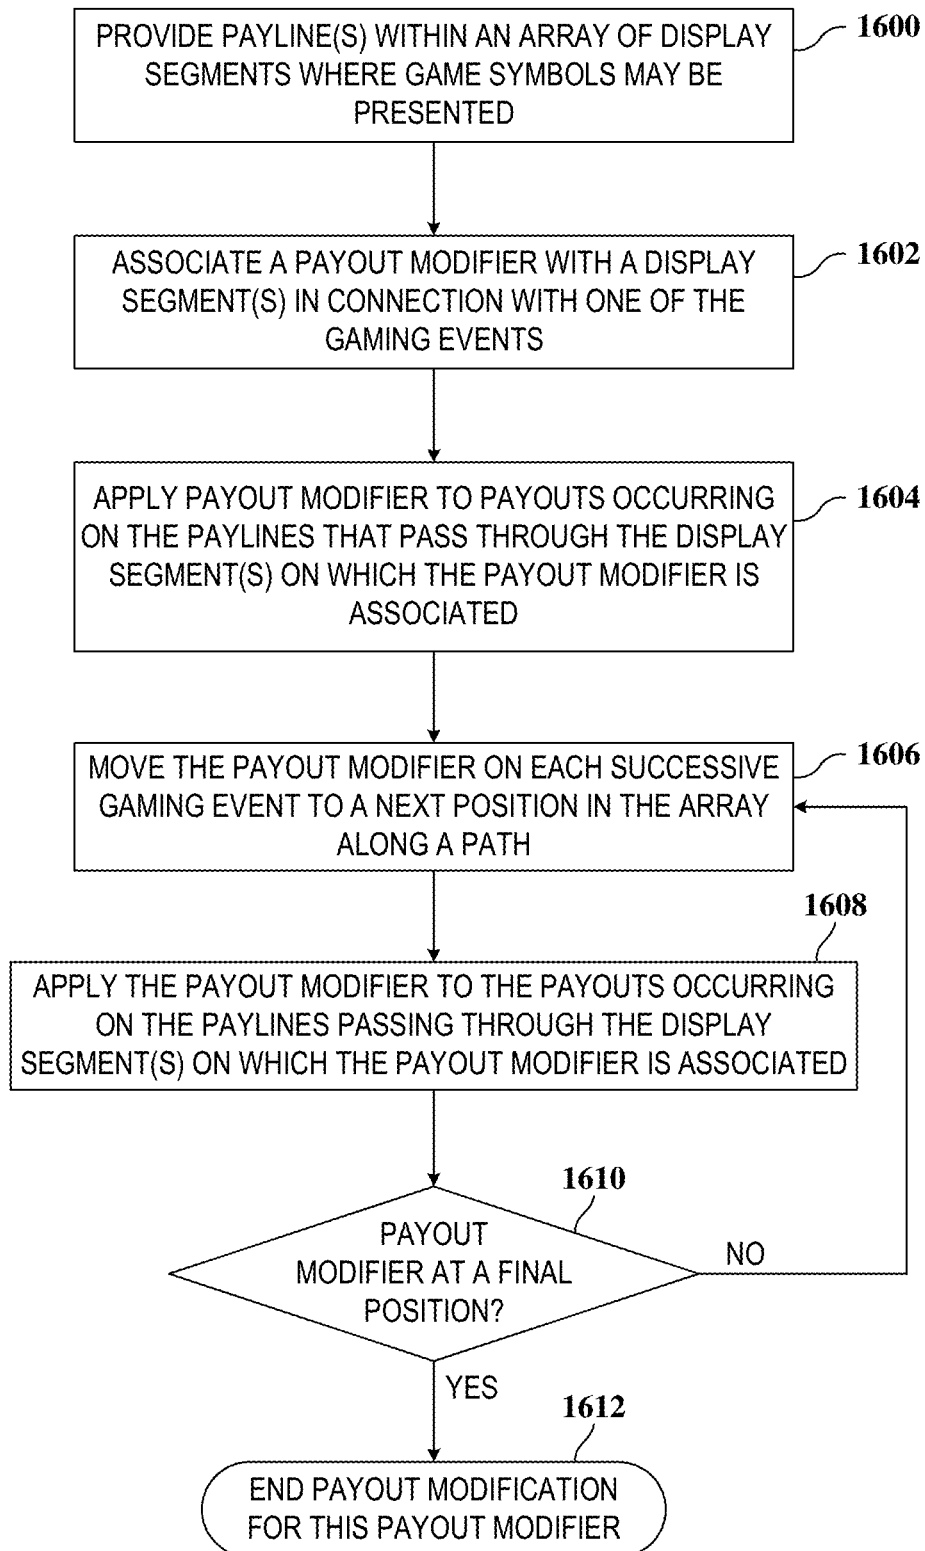 PROVIDE PAYLINE(S) WITHIN AN ARRAY OF DISPLAY
SEGMENTS WHERE GAME SYMBOLS MAY BE
PRESENTED
1600
ASSOCIATE A PAYOUT MODIFIER WITH A DISPLAY
SEGMENT(S) IN CONNECTION WITH ONE OF THE
GAMING EVENTS
1602
APPLY PAYOUT MODIFIER TO PAYOUTS OCCURRING
ON THE PAYLINES THAT PASS THROUGH THE DISPLAY
SEGMENT(S) ON WHICH THE PAYOUT MODIFIER IS
ASSOCIATED
1604
MOVE THE PAYOUT MODIFIER ON EACH SUCCESSIVE
GAMING EVENT TO A NEXT POSITION IN THE ARRAY
ALONG A PATH
1606
1608
APPLY THE PAYOUT MODIFIER TO THE PAYOUTS OCCURRING
ON THE PAYLINES PASSING THROUGH THE DISPLAY
SEGMENT(S) ON WHICH THE PAYOUT MODIFIER IS ASSOCIATED
1610
PAYOUT
MODIFIER AT A FINAL
POSITION?
NO
YES
1612
END PAYOUT MODIFICATION
FOR THIS PAYOUT MODIFIER